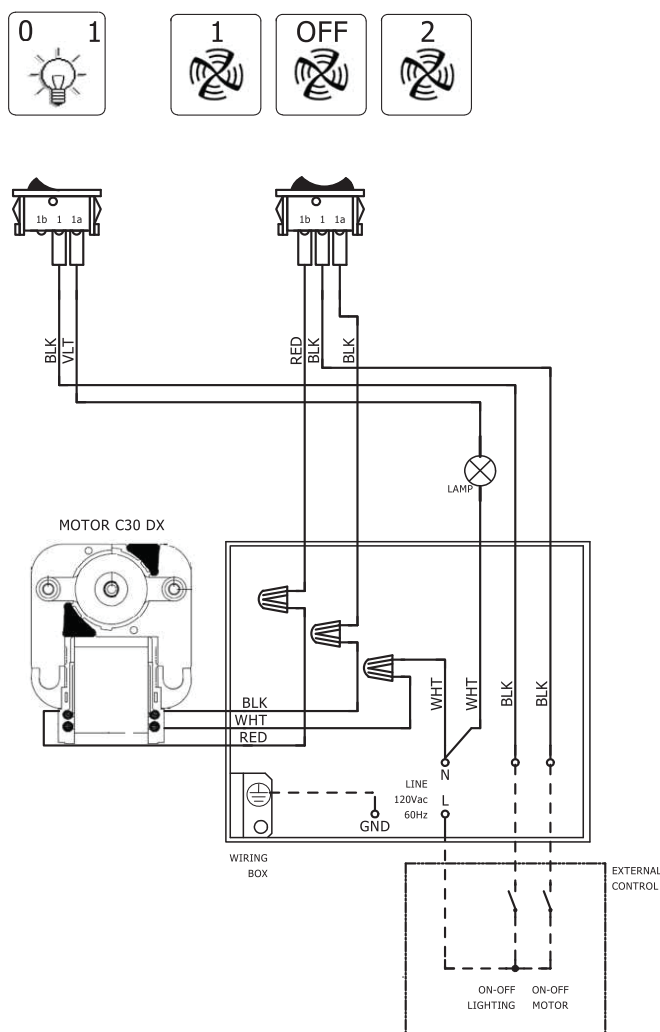 0 1
1
OFF
2
1b 1 1a
1b 1 1a
BLK
VLT
RED
BLK
BLK
LAMP
MOTOR C30 DX
BLK
WHT
RED
WHT
WHT
BLK
BLK
N
LINE
120Vac
60Hz
L
GND
WIRING
BOX
EXTERNAL
CONTROL
ON-OFF
LIGHTING
ON-OFF
MOTOR